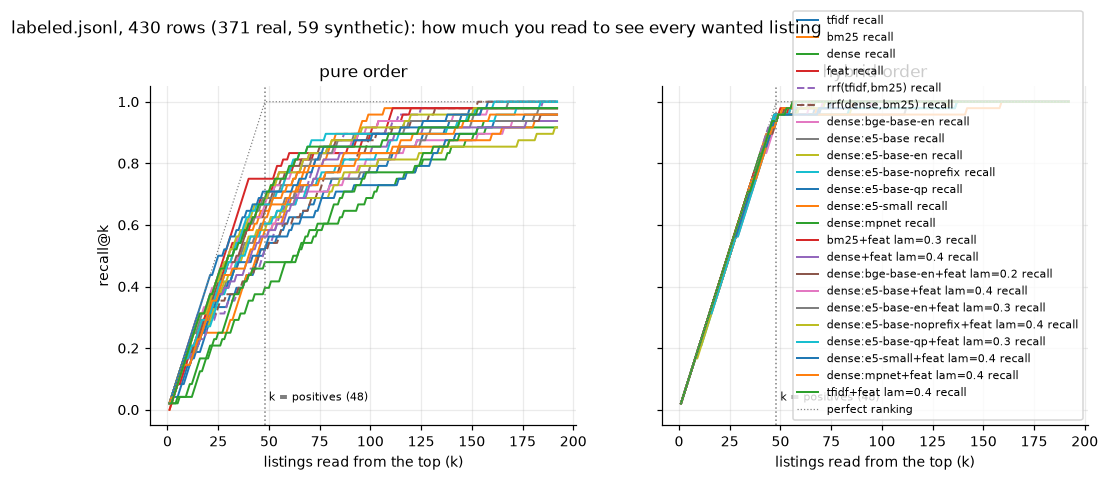 labeled.jsonl, 430 rows (371 real, 59 synthetic): how much you read to see every wanted listing
pure order
recall@k
1.0
0.8
0.6
0.4
0.2
0.0
k = positives (48)
0 25 50 75 100 125 150 175 200
listings read from the top (k)
hybrid order
k = positives (48)
0 25 50 75 100 125 150 175 200
listings read from the top (k)
tfidf recall
bm25 recall
dense recall
feat recall
rrf(tfidf,bm25) recall
rrf(dense,bm25) recall
dense:bge-base-en recall
dense:e5-base recall
dense:e5-base-en recall
dense:e5-base-noprefix recall
dense:e5-base-qp recall
dense:e5-small recall
dense:mpnet recall
bm25+feat lam=0.3 recall
dense+feat lam=0.4 recall
dense:bge-base-en+feat lam=0.2 recall
dense:e5-base+feat lam=0.4 recall
dense:e5-base-en+feat lam=0.3 recall
dense:e5-base-noprefix+feat lam=0.4 recall
dense:e5-base-qp+feat lam=0.3 recall
dense:e5-small+feat lam=0.4 recall
dense:mpnet+feat lam=0.4 recall
tfidf+feat lam=0.4 recall
perfect ranking